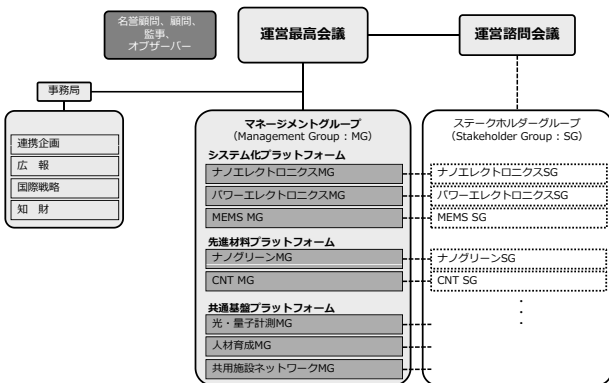 名誉顧問、顧問、
監事、
オブザーバー
運営最高会議
運営諮問会議
事務局
連携企画
広　報
国際戦略
知　財
マネージメントグループ
（Management Group：MG）
システム化プラットフォーム
ナノエレクトロニクスMG
パワーエレクトロニクスMG
MEMS MG
先進材料プラットフォーム
ナノグリーンMG
CNT MG
共通基盤プラットフォーム
光・量子計測MG
人材育成MG
共用施設ネットワークMG
ステークホルダーグループ
（Stakeholder Group：SG）
ナノエレクトロニクスSG
パワーエレクトロニクスSG
MEMS SG
ナノグリーンSG
CNT SG